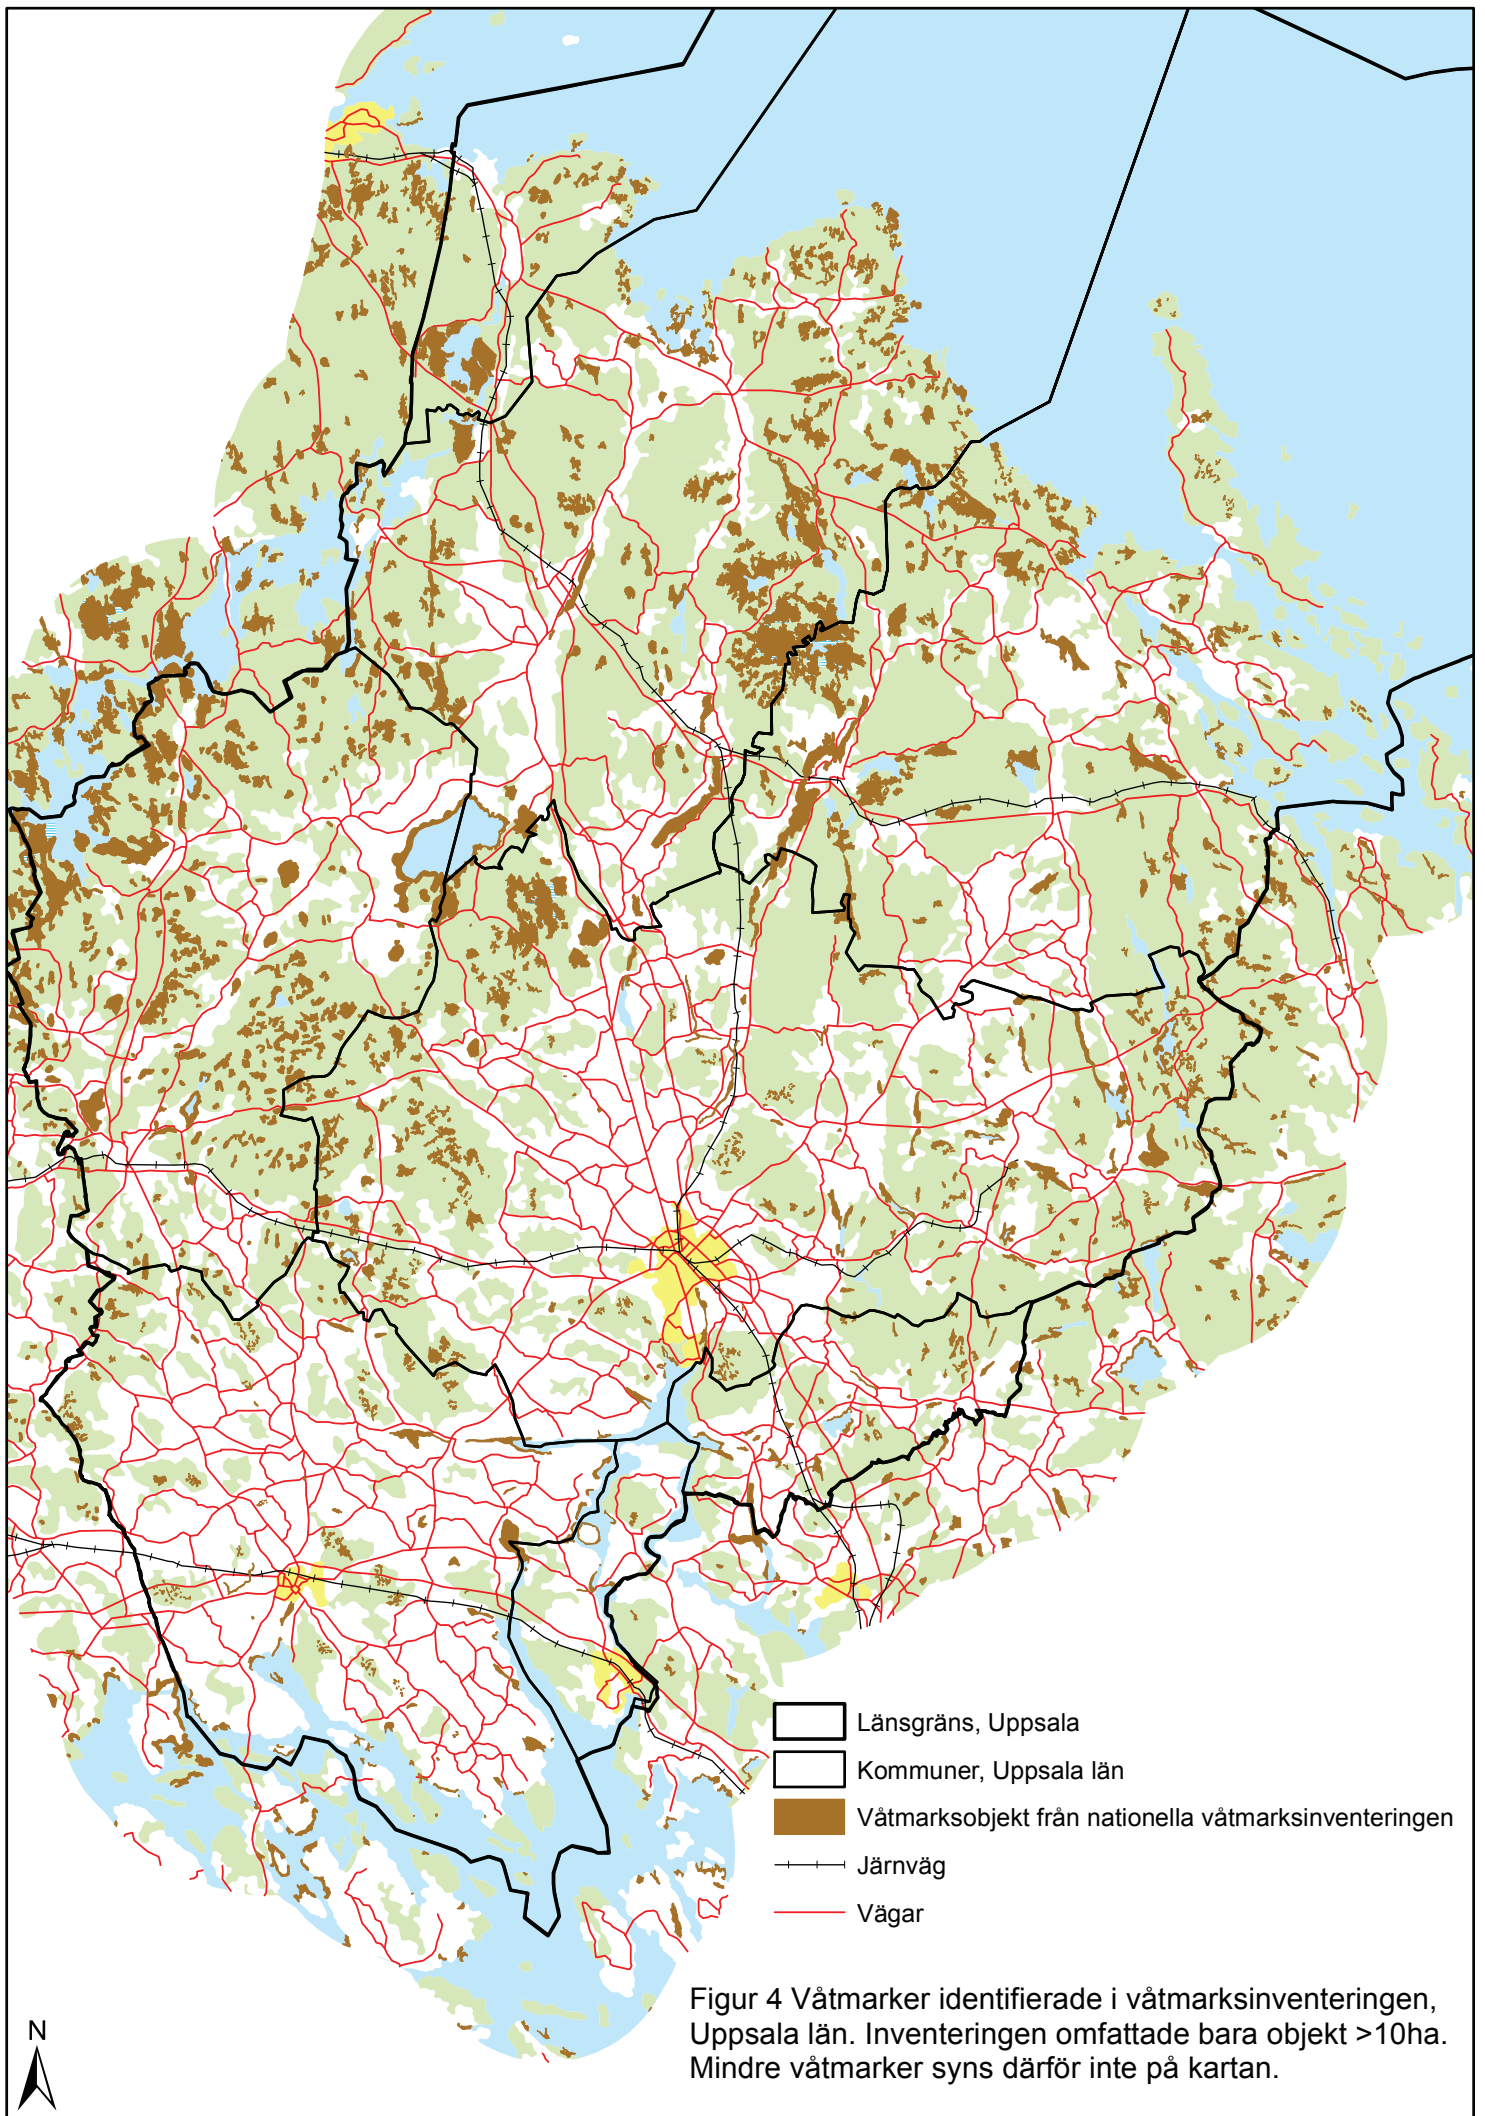 Länsgräns, Uppsala
Kommuner, Uppsala län
Våtmarksobjekt från nationella våtmarksinventeringen
Järnväg
Vägar
Figur 4 Våtmarker identifierade i våtmarksinventeringen,
Uppsala län. Inventeringen omfattade bara objekt >10ha.
Mindre våtmarker syns därför inte på kartan.
N